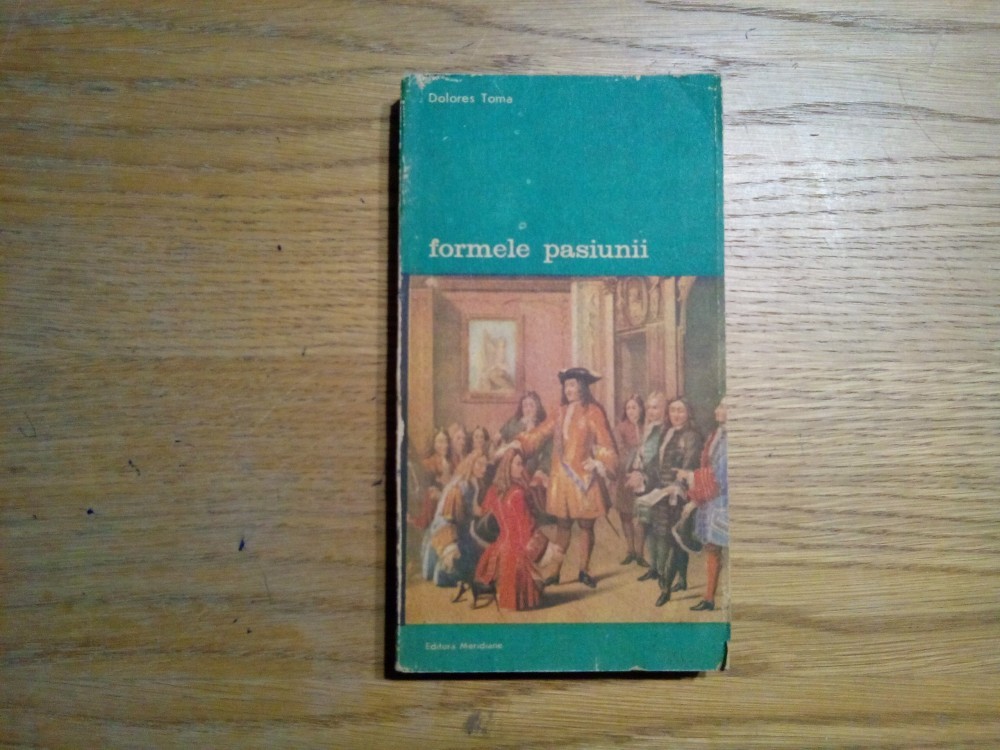 Dolores Toma
formele pasiunii
Editura Meridiane